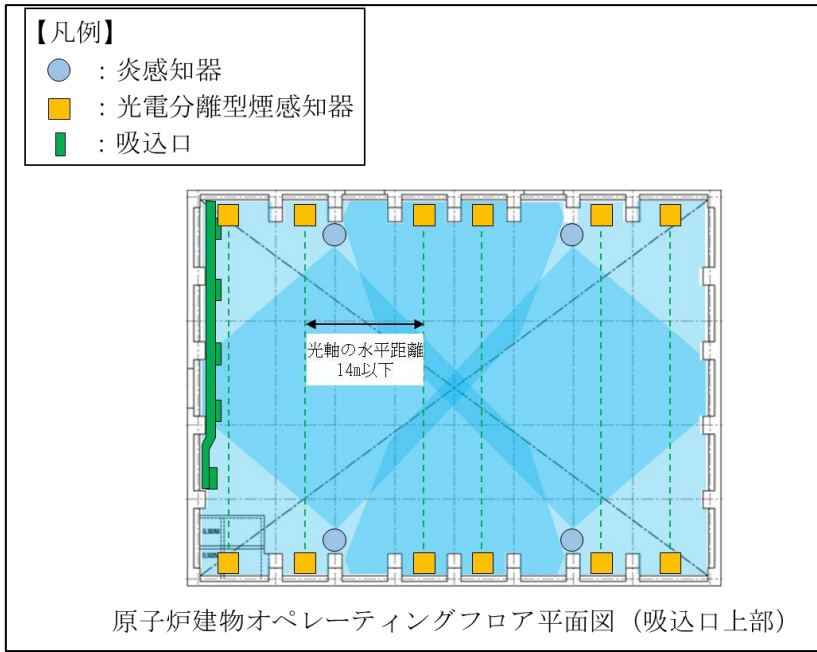 【凡例】
：炎感知器
：光電分離型煙感知器
：吸込口
光軸の水平距離
14m以下
原子炉建物オペレーティングフロア平面図（吸込口上部）